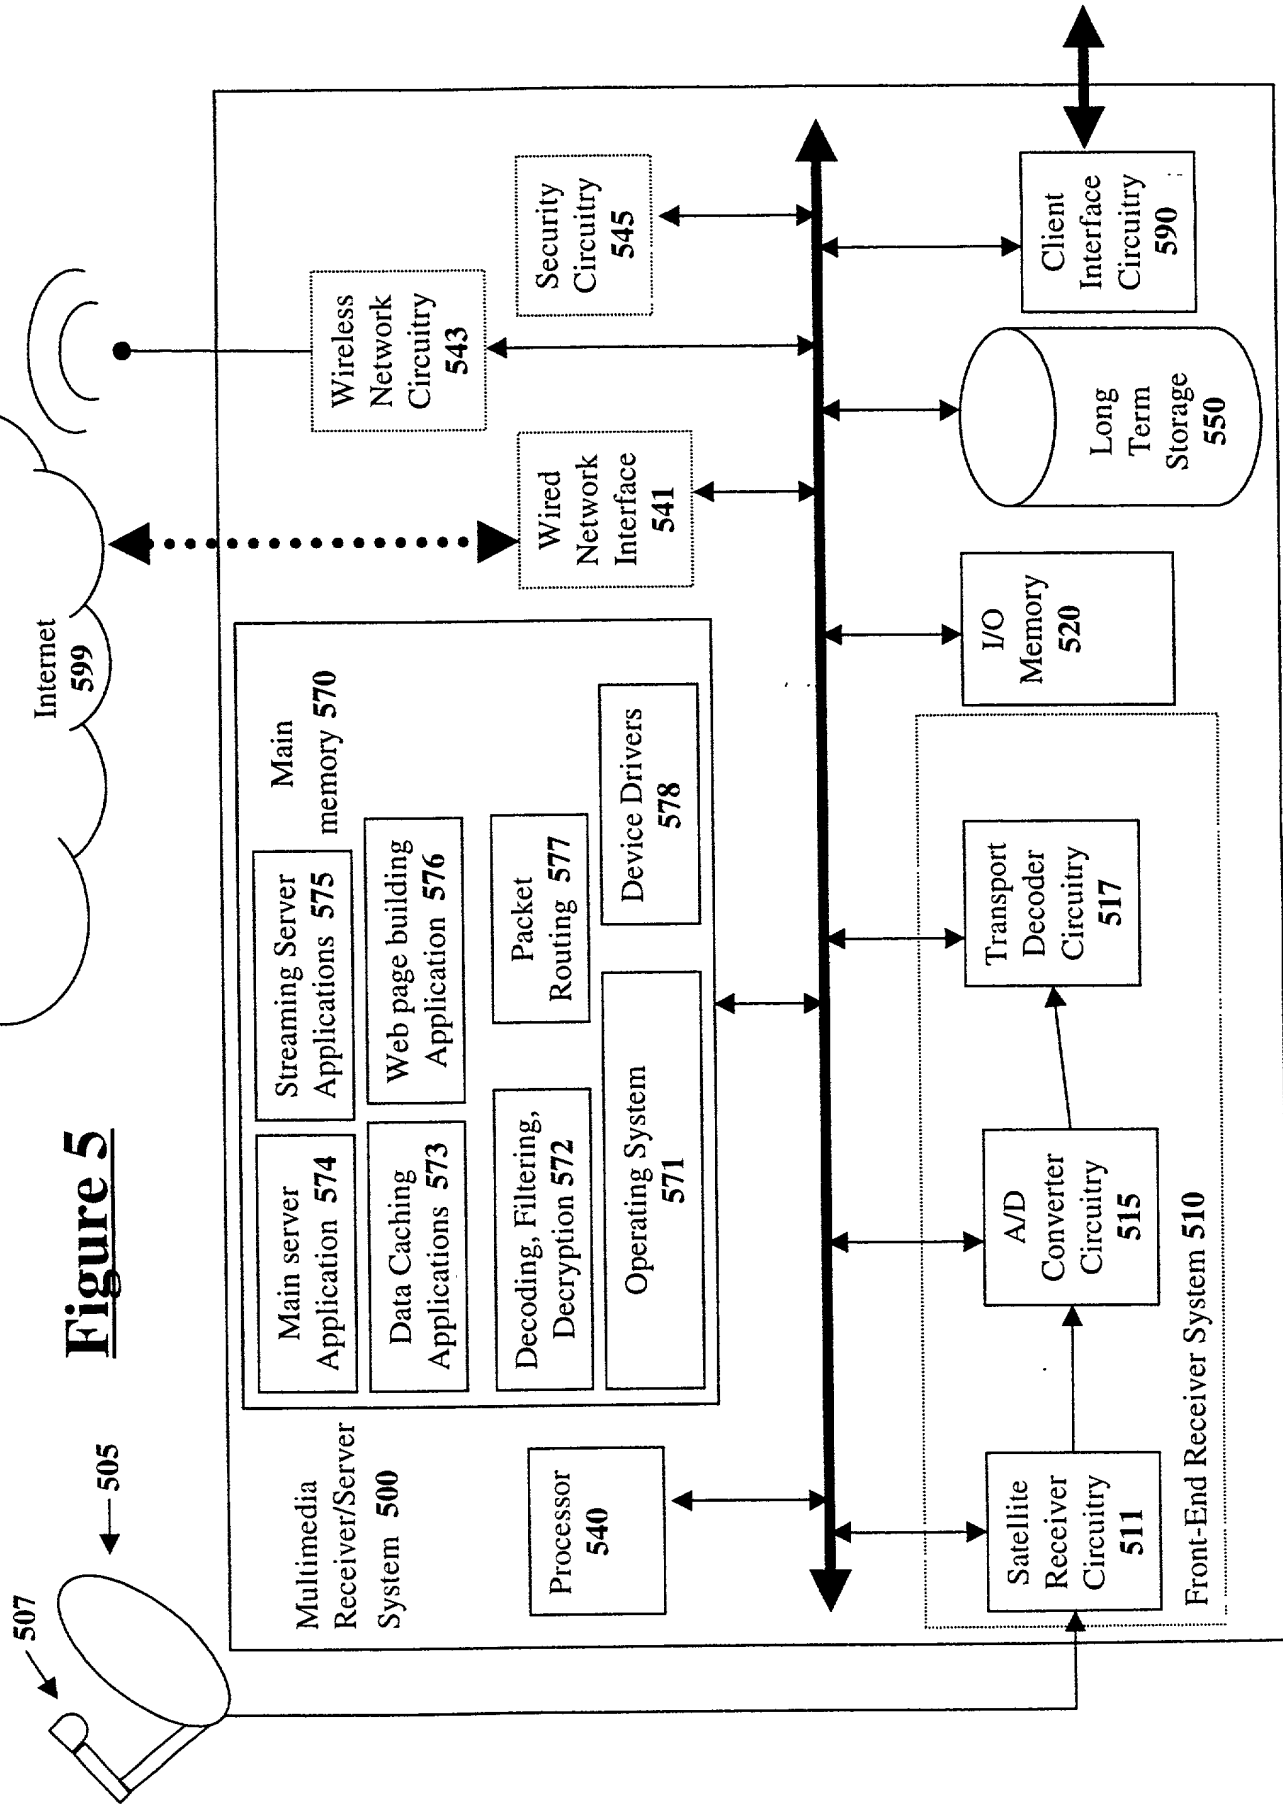 Figure 5
507
505
Internet
599
Multimedia
Receiver/Server
System 500
Main
memory 570
Main server
Application 574
Streaming Server
Applications 575
Data Caching
Applications 573
Web page building
Application 576
Decoding, Filtering,
Decryption 572
Packet
Routing 577
Operating System
571
Device Drivers
578
Processor
540
Wired
Network
Interface
541
Wireless
Network
Circuitry
543
Security
Circuitry
545
Satellite
Receiver
Circuitry
511
A/D
Converter
Circuitry
515
Transport
Decoder
Circuitry
517
Front-End Receiver System 510
I/O
Memory
520
Long
Term
Storage
550
Client
Interface
Circuitry
590